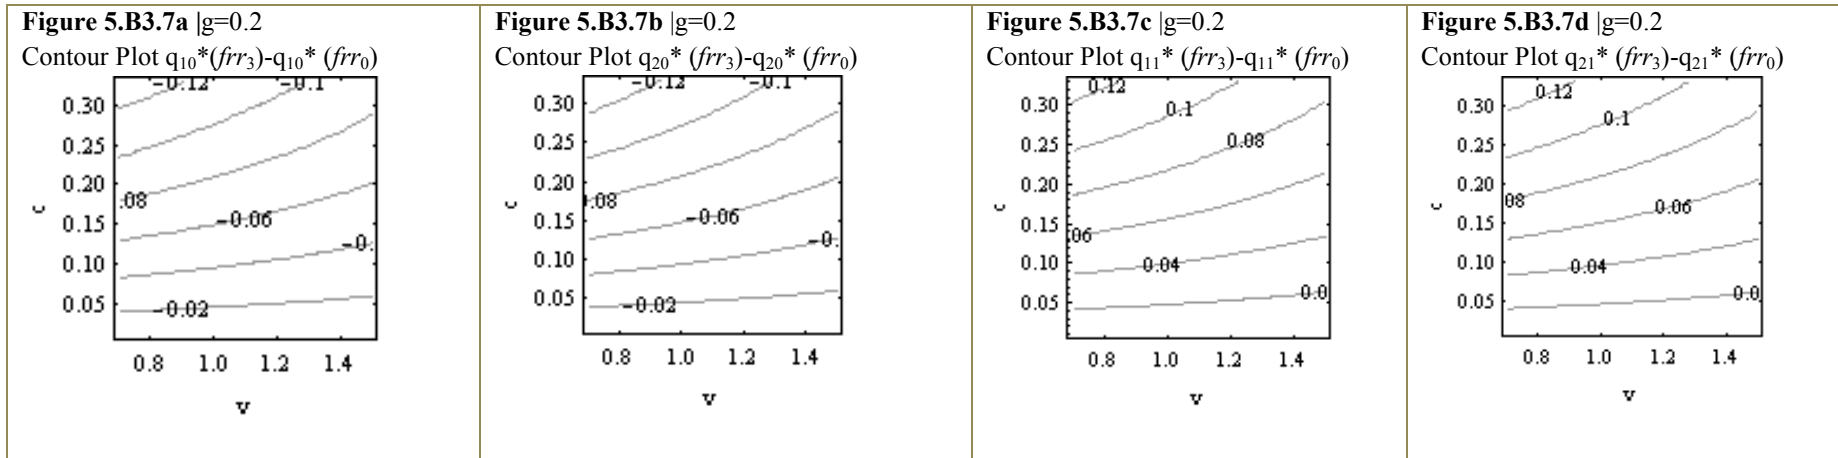 Figure 5.B3.7a |g=0.2
Contour Plot q10*(frr3)-q10* (frr0)
-0.12
-0.1
0.30
0.25
0.20
.08
0.15
-0.06
-0.
0.10
0.05
-0.02
c
0.8 1.0 1.2 1.4
v
Figure 5.B3.7b |g=0.2
Contour Plot q20* (frr3)-q20* (frr0)
-0.12
-0.1
0.30
0.25
0.20
.08
0.15
-0.06
-0.
0.10
0.05
-0.02
c
0.8 1.0 1.2 1.4
v
Figure 5.B3.7c |g=0.2
Contour Plot q11* (frr3)-q11* (frr0)
0.12
0.30
0.1
0.25
0.08
0.20
0.15
.06
0.10
0.04
0.05
0.0
c
0.8 1.0 1.2 1.4
v
Figure 5.B3.7d |g=0.2
Contour Plot q21* (frr3)-q21* (frr0)
0.12
0.30
0.1
0.25
0.20
08
0.06
0.15
0.10
0.04
0.05
0.0
c
0.8 1.0 1.2 1.4
v